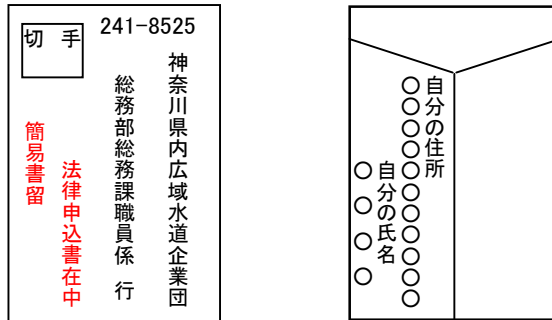 切 手
241-8525
神奈川県内広域水道企業団
総務部総務課職員係 行
法律申込書在中
簡易書留
自分の住所
○○○○○○○○○○○○○
自分の氏名
○○○○